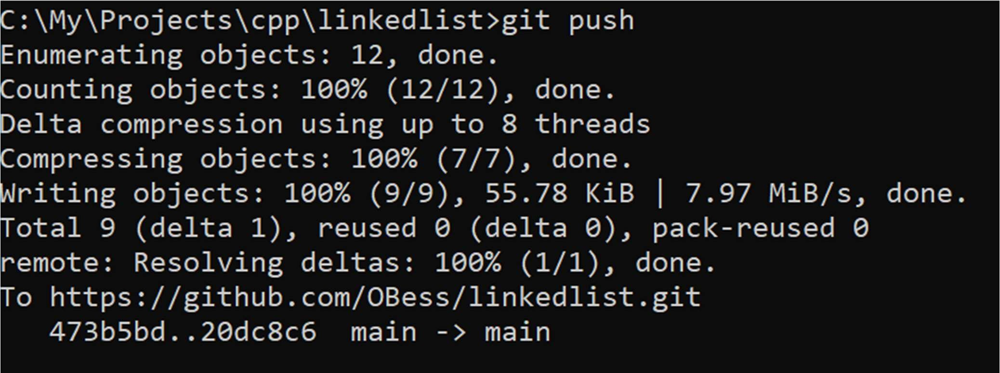 C:\My\Projects\cpp\linkedlist>git push
Enumerating objects: 12, done.
Counting objects: 100% (12/12), done.
Delta compression using up to 8 threads
Compressing objects: 100% (7/7), done.
Writing objects: 100% (9/9), 55.78 KiB | 7.97 MiB/s, done.
Total 9 (delta 1), reused 0 (delta 0), pack-reused 0
remote: Resolving deltas: 100% (1/1), done.
To https://github.com/OBess/linkedlist.git
   473b5bd..20dc8c6  main -> main